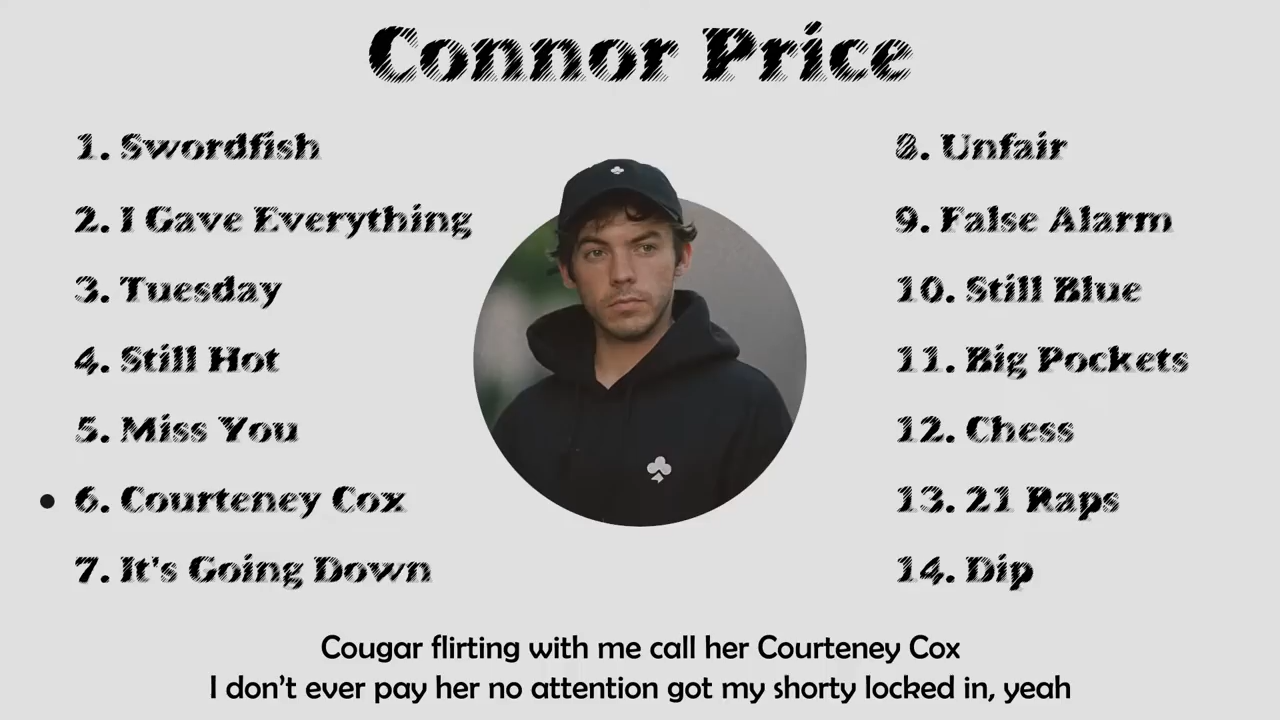 Connor Price
1. Swordfish
2. I Gave Everything
3. Tuesday
4. Still Hot
5. Miss You
6. Courteney Cox
7. It's Going Down
8. Unfair
9. False Alarm
10. Still Blue
11. Big Pockets
12. Chess
13. 21 Raps
14. Dip
Cougar flirting with me call her Courteney Cox
I don’t ever pay her no attention got my shorty locked in, yeah